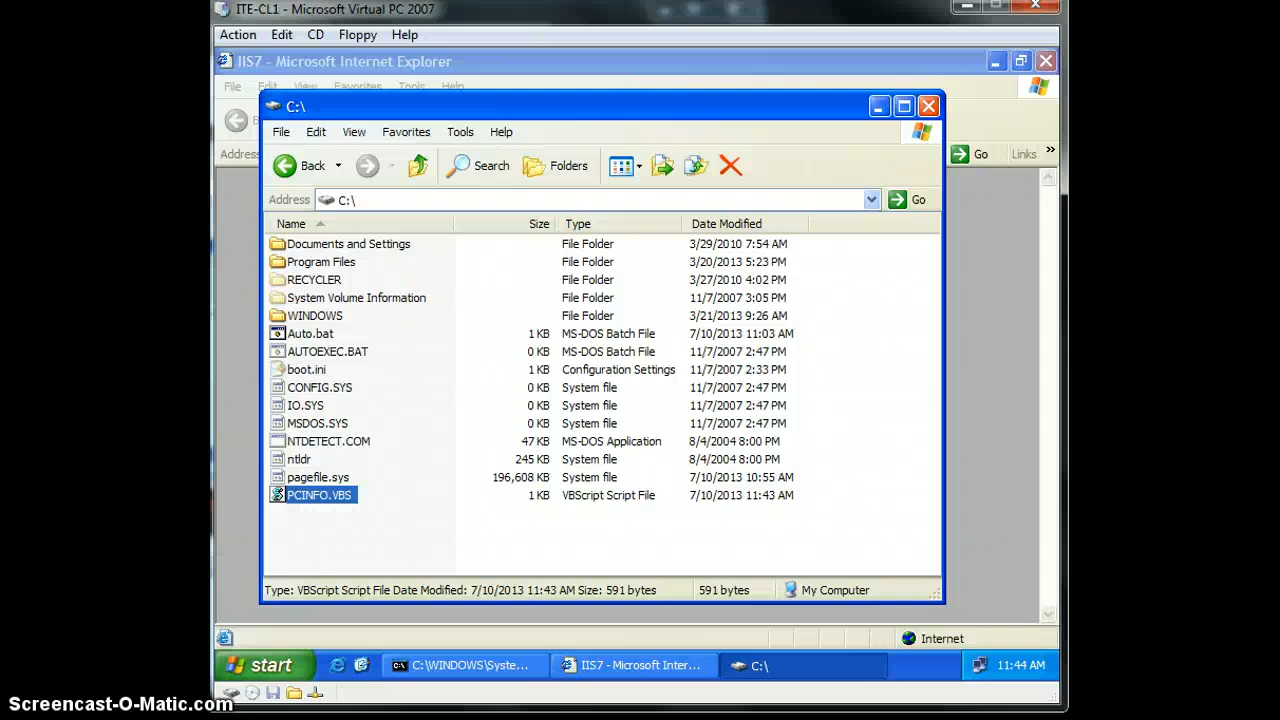 ITE-CL1 - Microsoft Virtual PC 2007
Action Edit CD Floppy Help
IIS7 - Microsoft Internet Explorer
File Edit View Favorites Tools Help
C:\
File Edit View Favorites Tools Help
Back Search Folders
Address Go Links »
Address C:\ Go
Name Size Type Date Modified
Documents and Settings File Folder 3/29/2010 7:54 AM
Program Files File Folder 3/20/2013 5:23 PM
RECYCLER File Folder 3/27/2010 4:02 PM
System Volume Information File Folder 11/7/2007 3:05 PM
WINDOWS File Folder 3/21/2013 9:26 AM
Auto.bat 1 KB MS-DOS Batch File 7/10/2013 11:03 AM
AUTOEXEC.BAT 0 KB MS-DOS Batch File 11/7/2007 2:47 PM
boot.ini 1 KB Configuration Settings 11/7/2007 2:33 PM
CONFIG.SYS 0 KB System file 11/7/2007 2:47 PM
IO.SYS 0 KB System file 11/7/2007 2:47 PM
MSDOS.SYS 0 KB System file 11/7/2007 2:47 PM
NTDETECT.COM 47 KB MS-DOS Application 8/4/2004 8:00 PM
ntldr 245 KB System file 8/4/2004 8:00 PM
pagefile.sys 196,608 KB System file 7/10/2013 10:55 AM
PCINFO.VBS 1 KB VBScript Script File 7/10/2013 11:43 AM
Type: VBScript Script File Date Modified: 7/10/2013 11:43 AM Size: 591 bytes 591 bytes My Computer
Internet
start C:\WINDOWS\Syste... IIS7 - Microsoft Inter... C:\ 11:44 AM
Screencast-O-Matic.com